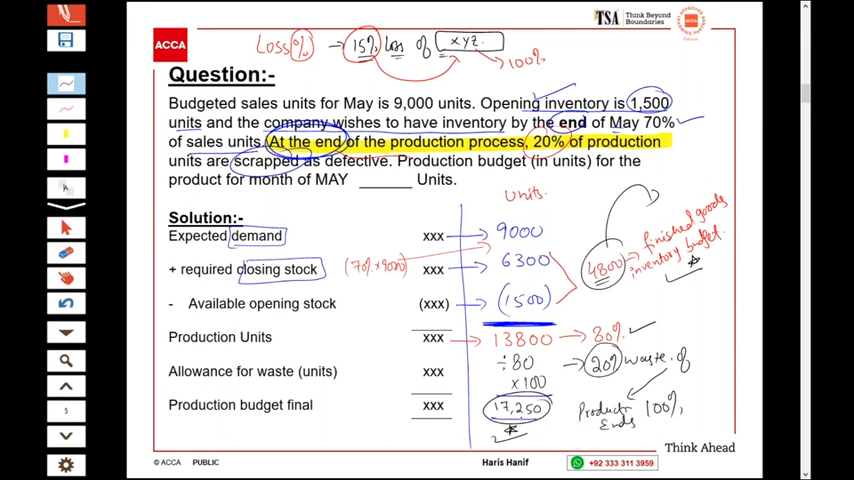 TSA Think Beyond Boundaries
ACCA
Loss % → 15% loss of xyz.
→ 100%
Question:-
Budgeted sales units for May is 9,000 units. Opening inventory is 1,500
units and the company wishes to have inventory by the end of May 70%
of sales units. At the end of the production process, 20% of production
units are scrapped as defective. Production budget (in units) for the
product for month of MAY ______ Units.
units.
Solution:-
Expected demand xxx → 9000
+ required closing stock (70% x 9000) xxx → 6300
- Available opening stock (xxx) → (1500)
4800 → finished goods
inventory budget.
Production Units xxx → 13800 → 80%
÷80 → 20% waste of
Allowance for waste (units) xxx x100
Production budget final xxx 17,250
Product 100%
Ends
5
Think Ahead
© ACCA PUBLIC Haris Hanif +92 333 311 3959